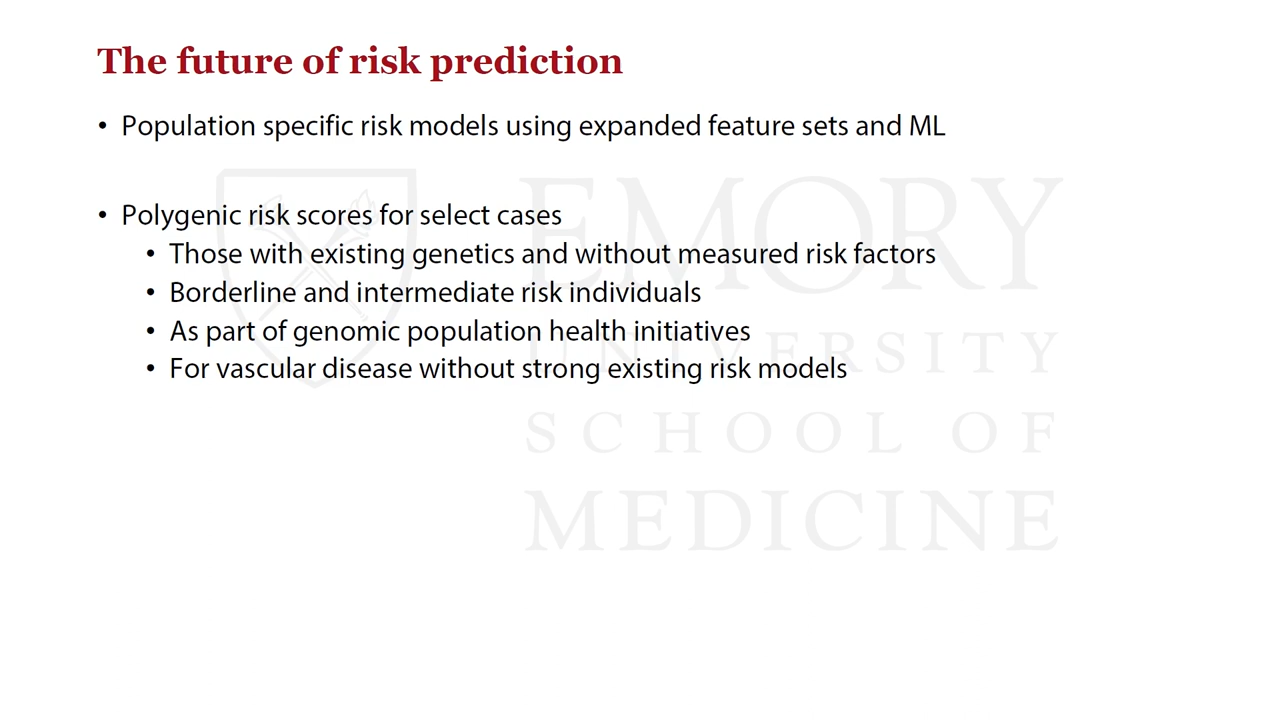 The future of risk prediction
• Population specific risk models using expanded feature sets and ML
• Polygenic risk scores for select cases
• Those with existing genetics and without measured risk factors
• Borderline and intermediate risk individuals
• As part of genomic population health initiatives
• For vascular disease without strong existing risk models
EMORY
UNIVERSITY
SCHOOL OF
MEDICINE